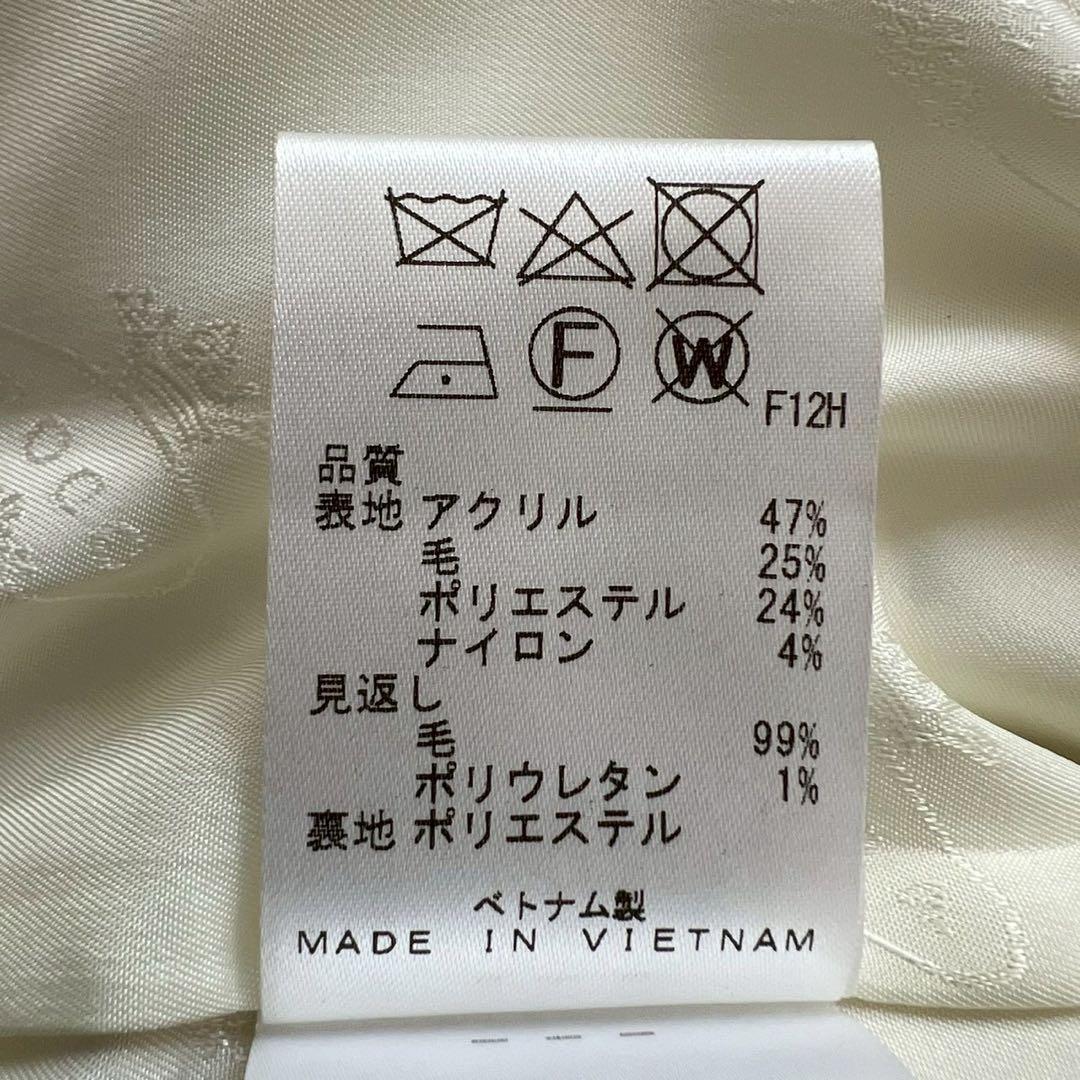 F
W
F12H
品質
表地 アクリル 47%
毛 25%
ポリエステル 24%
ナイロン 4%
見返し
毛 99%
ポリウレタン 1%
裏地 ポリエステル
ベトナム製
MADE IN VIETNAM